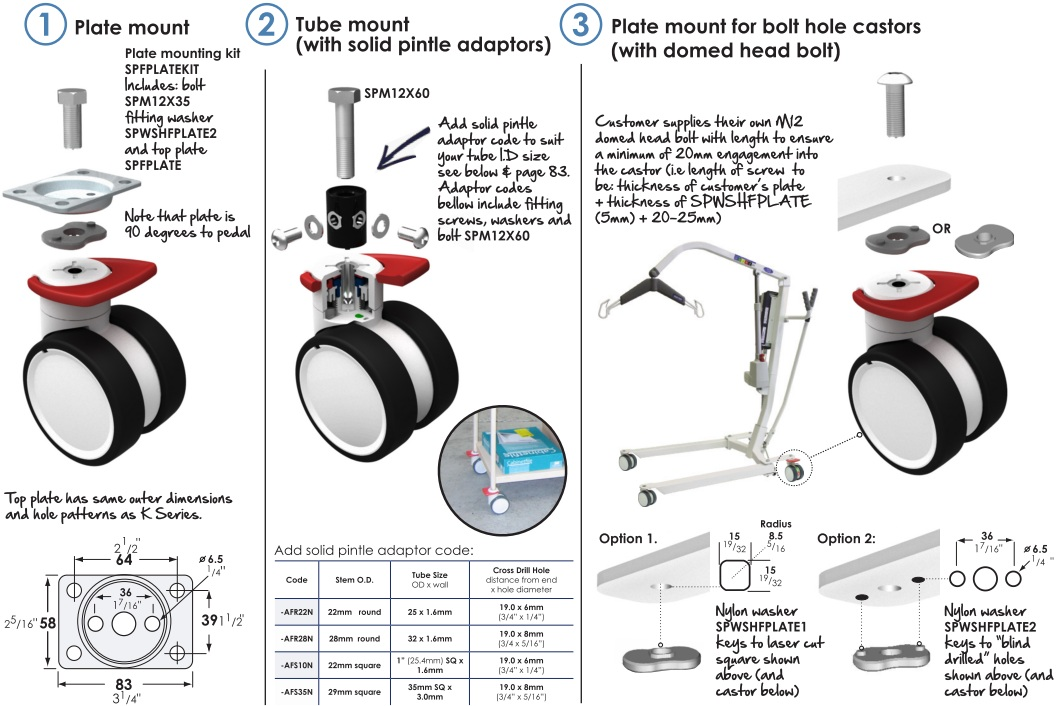 1 Plate mount
Plate mounting kit
SPFPLATEKIT
Includes: bolt
SPM12X35
fitting washer
SPWSHFPLATE2
and top plate
SPFPLATE
Note that plate is
90 degrees to pedal
Top plate has same outer dimensions
and hole patterns as K Series.
2 1/2"
64
ø 6.5
1/4"
36
1 7/16"
2 5/16" 58
39 1 1/2"
83
3 1/4"
2 Tube mount
(with solid pintle adaptors)
SPM12X60
Add solid pintle
adaptor code to suit
your tube I.D size
see below & page 83.
Adaptor codes
bellow include fitting
screws, washers and
bolt SPM12X60
Add solid pintle adaptor code:
Code Stem O.D. Tube Size OD x wall Cross Drill Hole distance from end x hole diameter
-AFR22N 22mm round 25 x 1.6mm 19.0 x 6mm (3/4" x 1/4")
-AFR28N 28mm round 32 x 1.6mm 19.0 x 8mm (3/4 x 5/16")
-AFS10N 22mm square 1" (25.4mm) SQ x 1.6mm 19.0 x 6mm (3/4" x 1/4")
-AFS35N 29mm square 35mm SQ x 3.0mm 19.0 x 8mm (3/4" x 5/16")
3 Plate mount for bolt hole castors
(with domed head bolt)
Customer supplies their own M12
domed head bolt with length to ensure
a minimum of 20mm engagement into
the castor (i.e length of screw to
be: thickness of customer's plate
+ thickness of SPWSHFPLATE
(5mm) + 20-25mm)
OR
Option 1.
15
19/32
Radius
8.5
5/16
15
19/32
Nylon washer
SPWSHFPLATE1
keys to laser cut
square shown
above (and
castor below)
Option 2:
36
1 7/16"
ø 6.5
1/4"
Nylon washer
SPWSHFPLATE2
keys to "blind
drilled" holes
shown above (and
castor below)